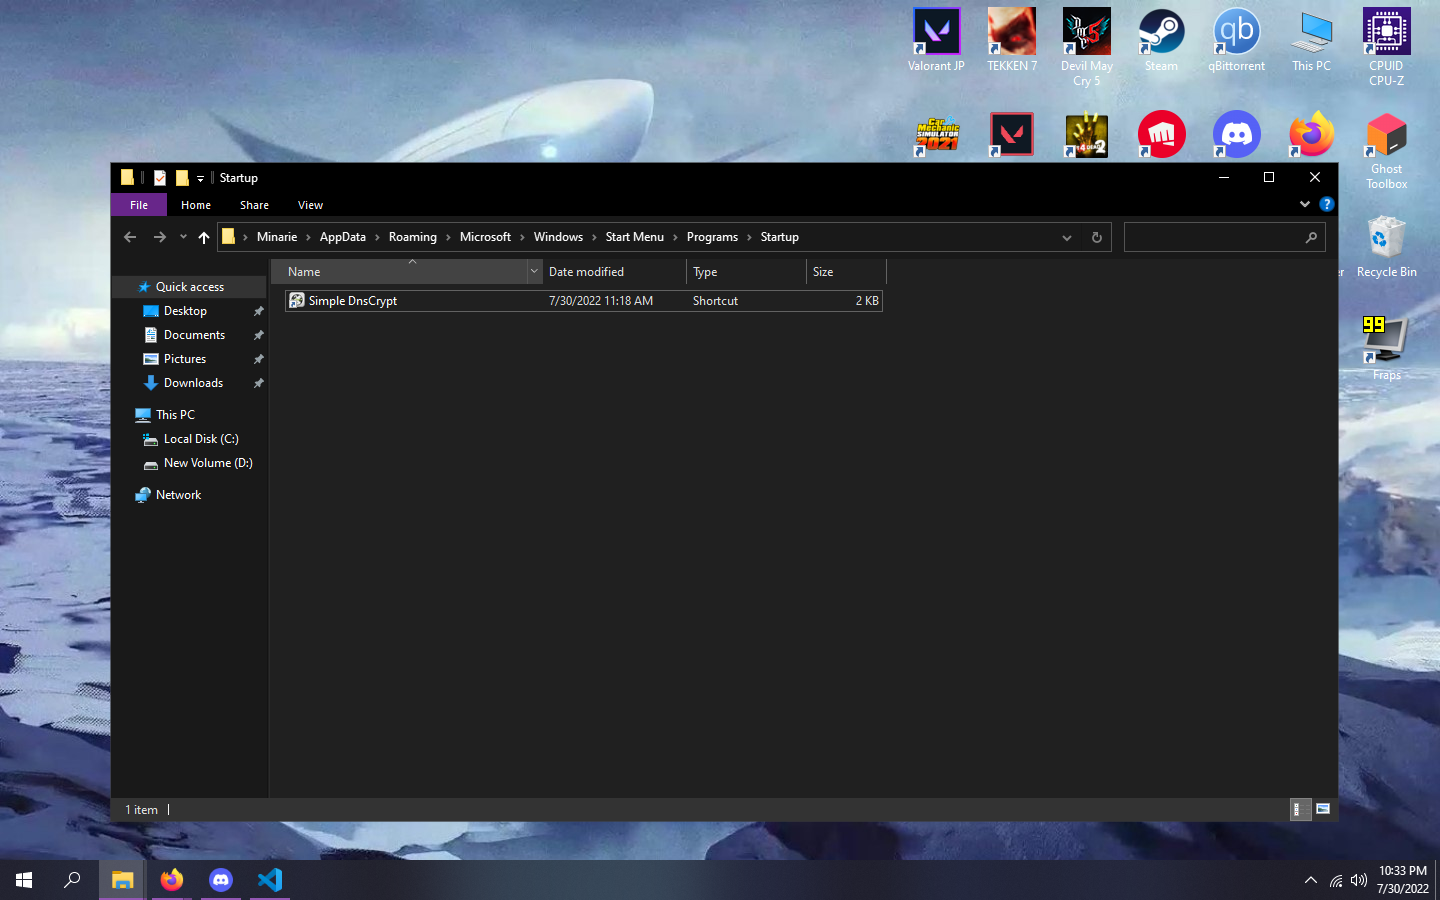 Valorant JP
TEKKEN 7
Devil May
Cry 5
Steam
qBittorrent
This PC
CPUID
CPU-Z
qb
Car
Mechanic
SIMULATOR
2021
Ghost
Toolbox
Startup
File
Home
Share
View
Minarie
AppData
Roaming
Microsoft
Windows
Start Menu
Programs
Startup
Name
Date modified
Type
Size
er
Recycle Bin
Quick access
Simple DnsCrypt
7/30/2022 11:18 AM
Shortcut
2 KB
Desktop
Documents
Pictures
Downloads
99
Fraps
This PC
Local Disk (C:)
New Volume (D:)
Network
1 item
10:33 PM
7/30/2022